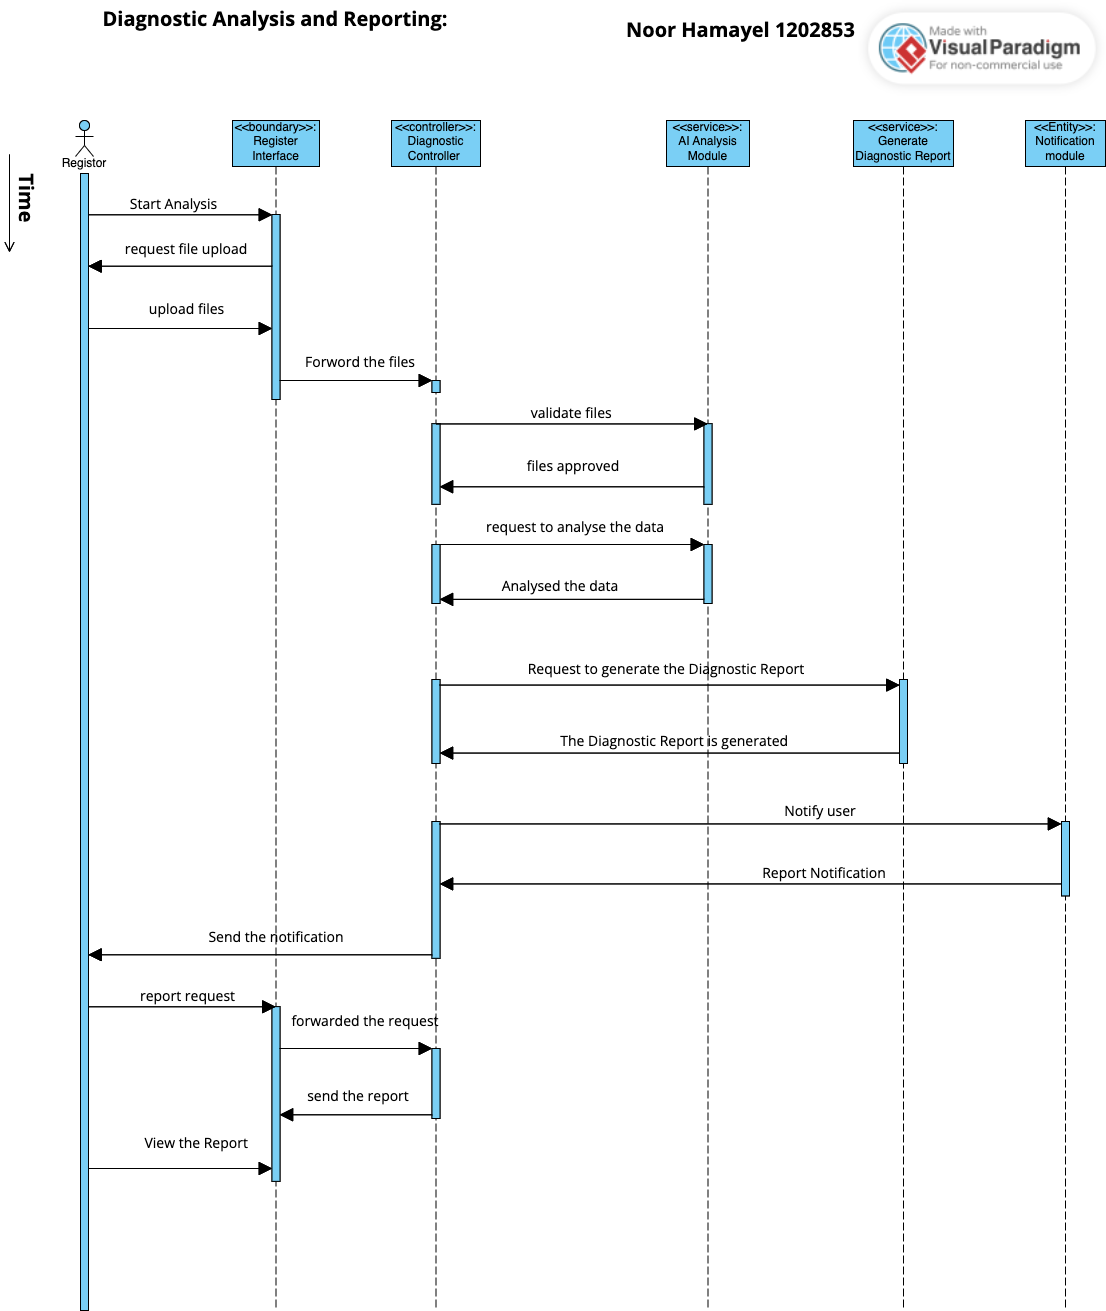 Diagnostic Analysis and Reporting:
Noor Hamayel 1202853
Made with
Visual Paradigm
For non-commercial use
Registor
<<boundary>>:
Register
Interface
<<controller>>:
Diagnostic
Controller
<<service>>:
AI Analysis
Module
<<service>>:
Generate
Diagnostic Report
<<Entity>>:
Notification
module
Time
Start Analysis
request file upload
upload files
Forword the files
validate files
files approved
request to analyse the data
Analysed the data
Request to generate the Diagnostic Report
The Diagnostic Report is generated
Notify user
Report Notification
Send the notification
report request
forwarded the request
send the report
View the Report